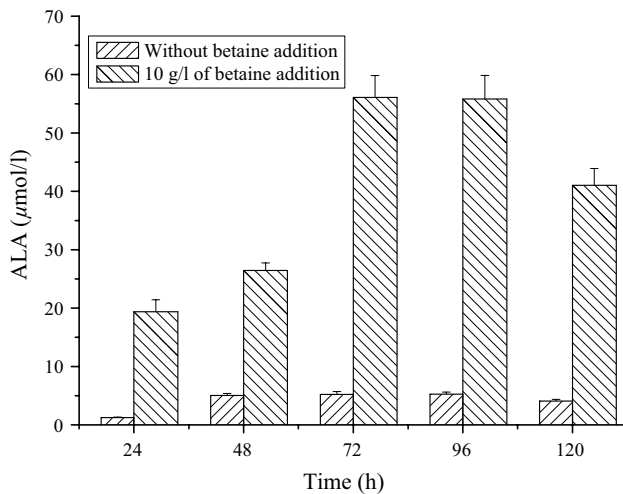 70
60
50
40
30
20
10
0
ALA (µmol/l)
Without betaine addition
10 g/l of betaine addition
24 48 72 96 120
Time (h)